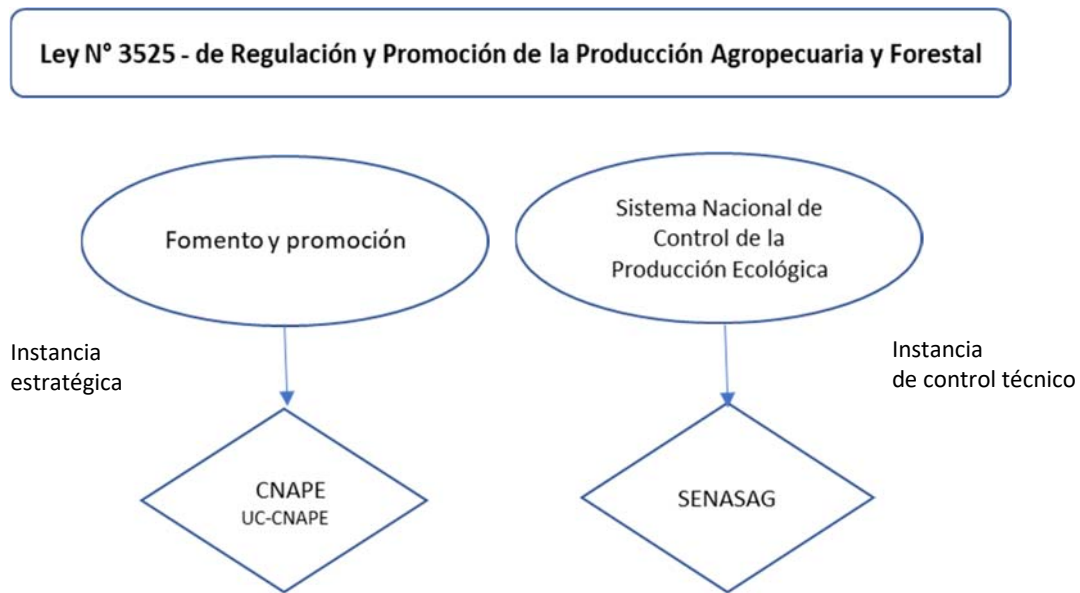 Ley N° 3525 - de Regulación y Promoción de la Producción Agropecuaria y Forestal
Fomento y promoción
Sistema Nacional de
Control de la
Producción Ecológica
Instancia
estratégica
Instancia
de control técnico
CNAPE
UC-CNAPE
SENASAG